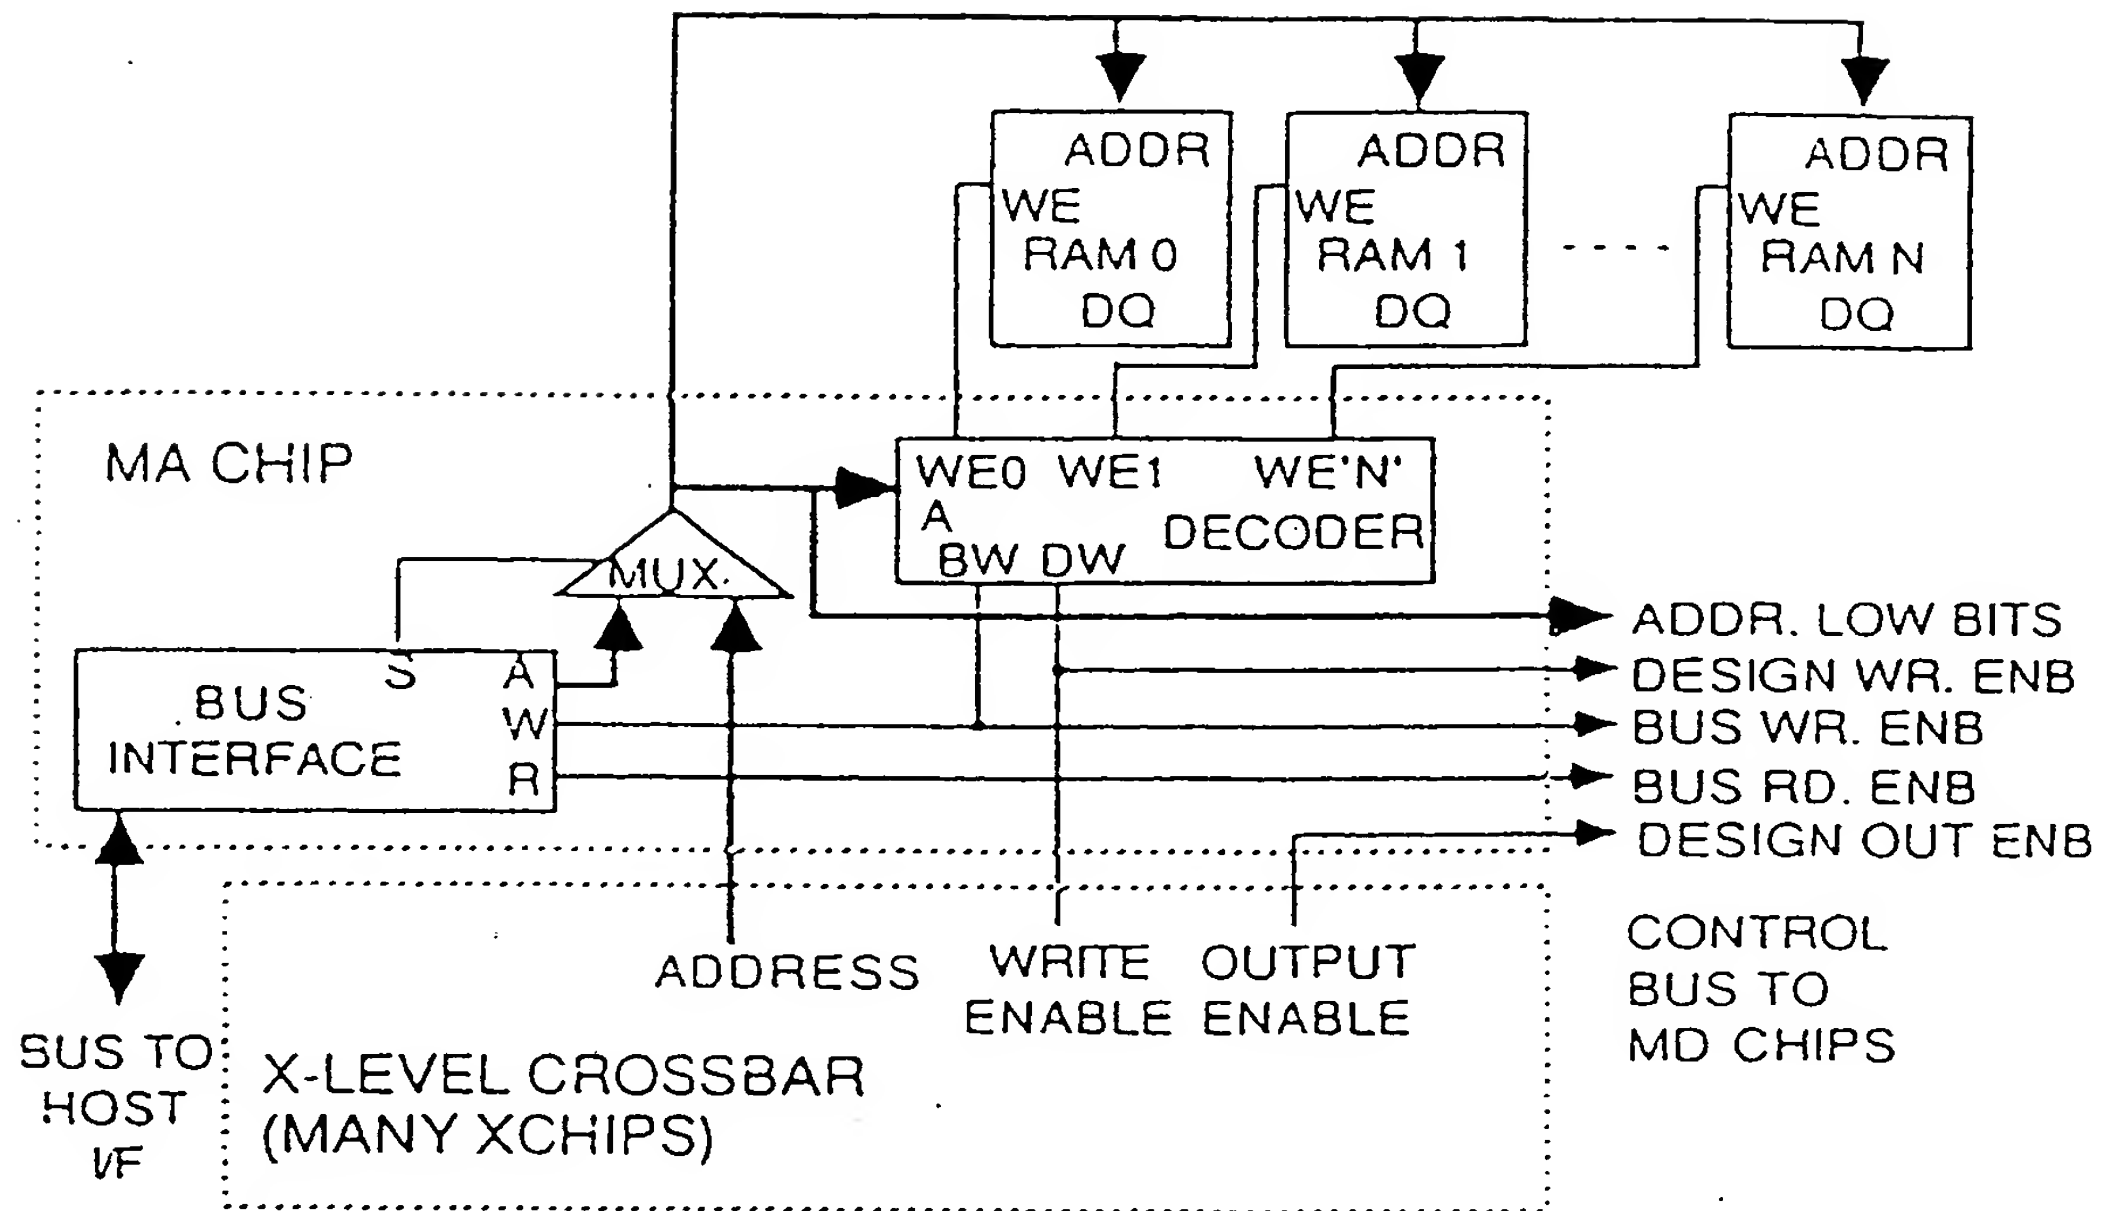 ADDR
WE
RAM 0
DQ
ADDR
WE
RAM 1
DQ
ADDR
WE
RAM N
DQ
MA CHIP
WE0 WE1 WE'N'
A
DECODER
BW DW
MUX
S
A
BUS
INTERFACE
W
R
ADDR. LOW BITS
DESIGN WR. ENB
BUS WR. ENB
BUS RD. ENB
DESIGN OUT ENB
ADDRESS
WRITE
ENABLE
OUTPUT
ENABLE
CONTROL
BUS TO
MD CHIPS
BUS TO
HOST
I/F
X-LEVEL CROSSBAR
(MANY XCHIPS)